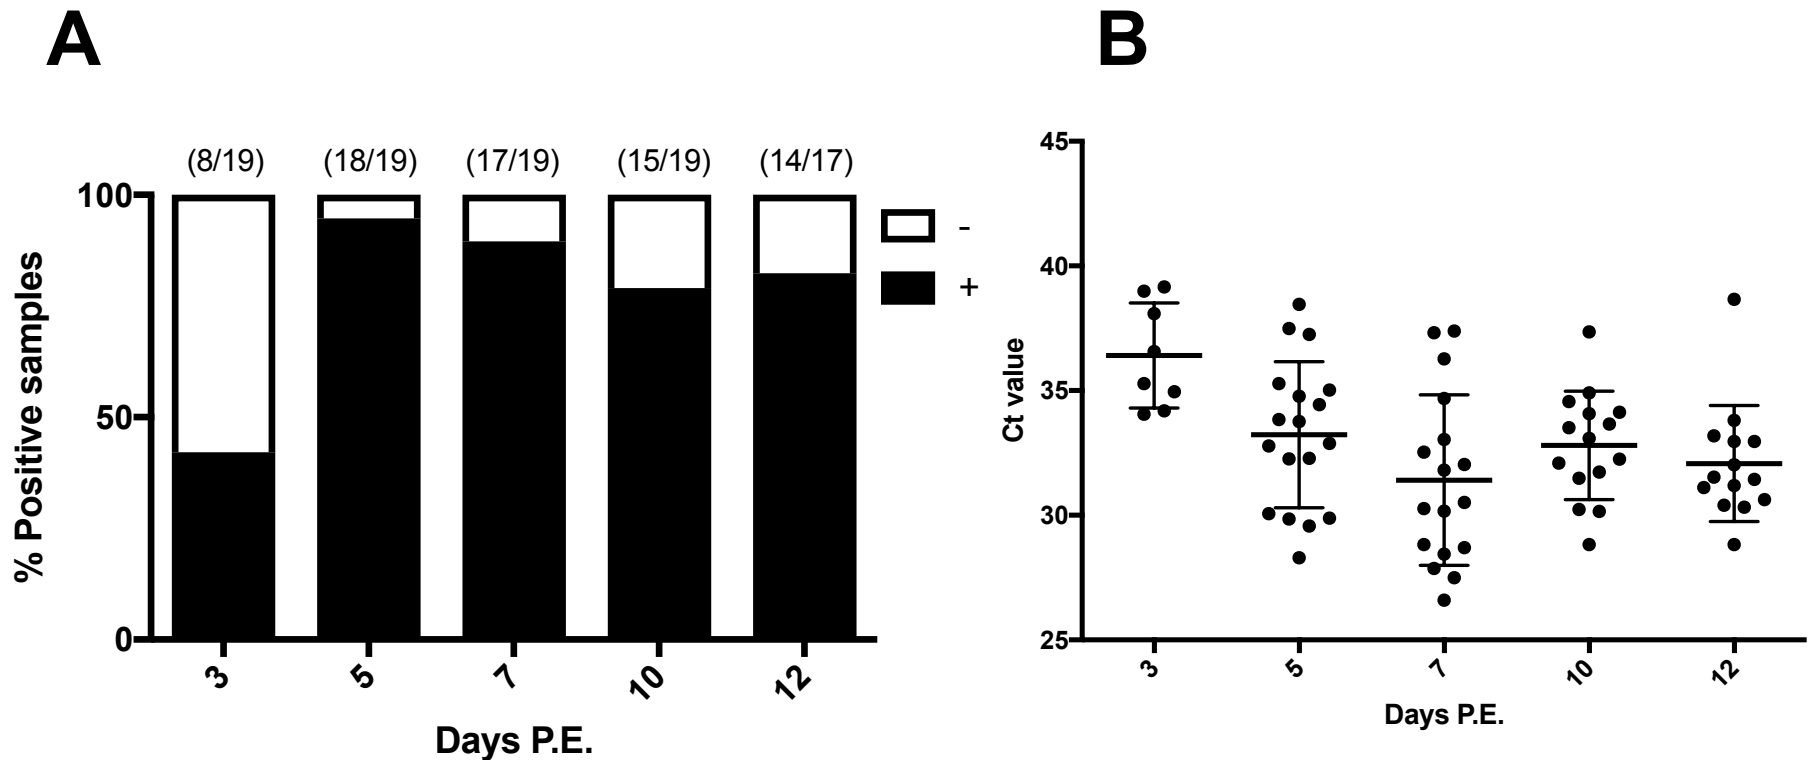 A
(8/19) (18/19) (17/19) (15/19) (14/17)
100
50
0
% Positive samples
-
+
3 5 7 10 12
Days P.E.
B
45
40
35
30
25
Ct value
3 5 7 10 12
Days P.E.